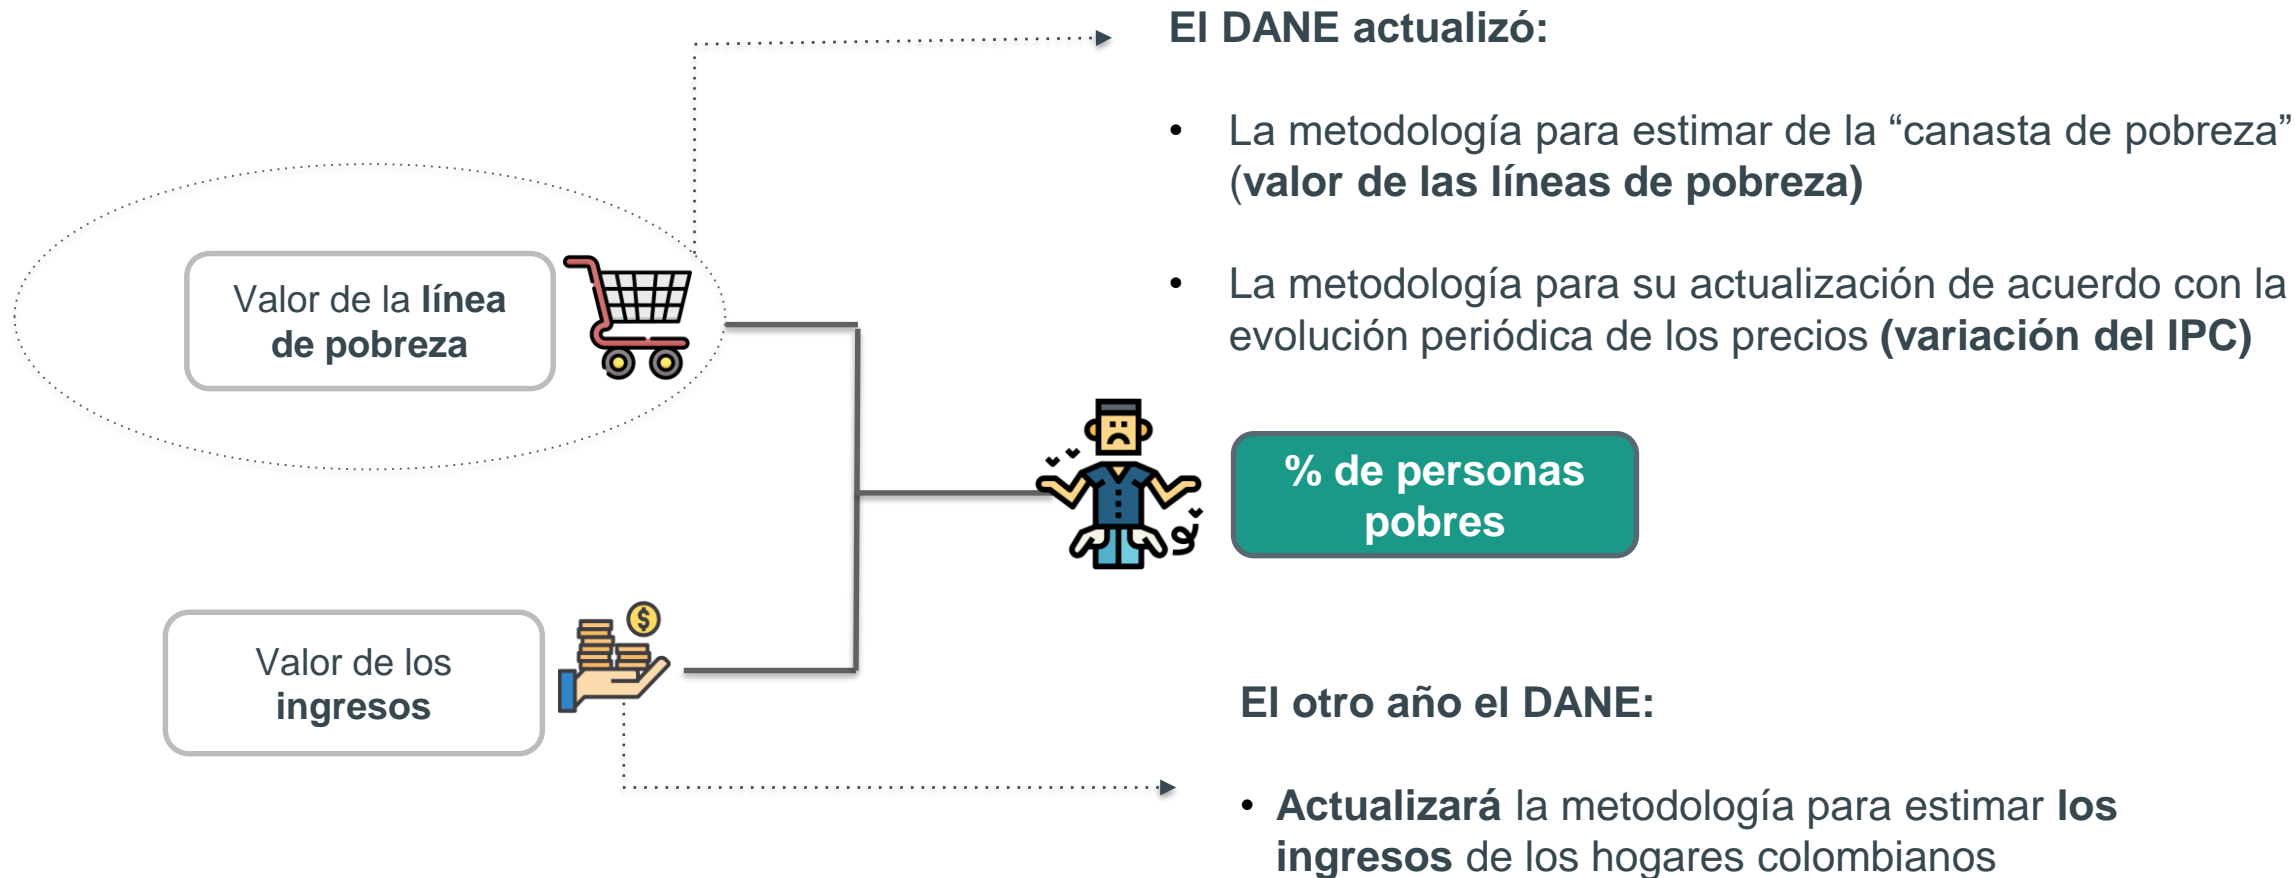 El DANE actualizó:
• La metodología para estimar de la “canasta de pobreza”
(valor de las líneas de pobreza)
• La metodología para su actualización de acuerdo con la
evolución periódica de los precios (variación del IPC)
Valor de la línea
de pobreza
% de personas
pobres
Valor de los
ingresos
$
El otro año el DANE:
• Actualizará la metodología para estimar los
ingresos de los hogares colombianos